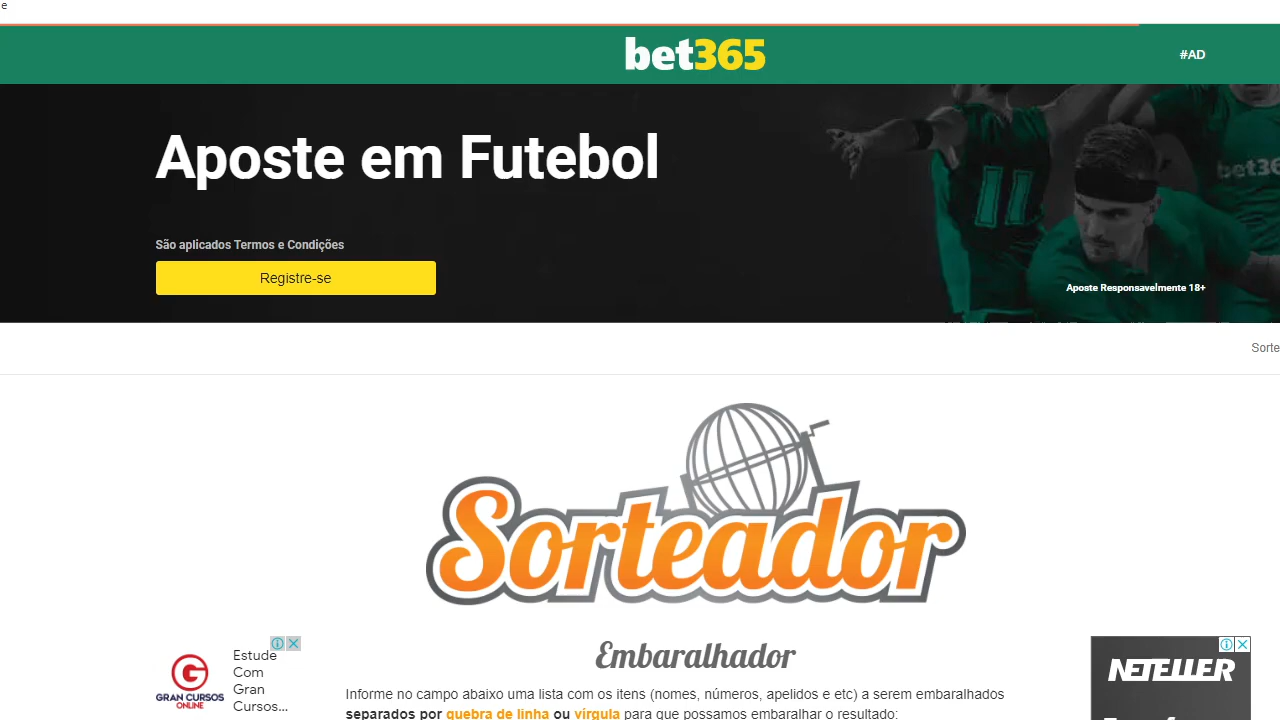 e
bet365
#AD
Aposte em Futebol
bet36
São aplicados Termos e Condições
Registre-se
Aposte Responsavelmente 18+
Sorte
Sorteador
Embaralhador
Informe no campo abaixo uma lista com os itens (nomes, números, apelidos e etc) a serem embaralhados
separados por quebra de linha ou vírgula para que possamos embaralhar o resultado:
Estude
Com
Gran
Cursos...
GRAN CURSOS
ONLINE
NETELLER